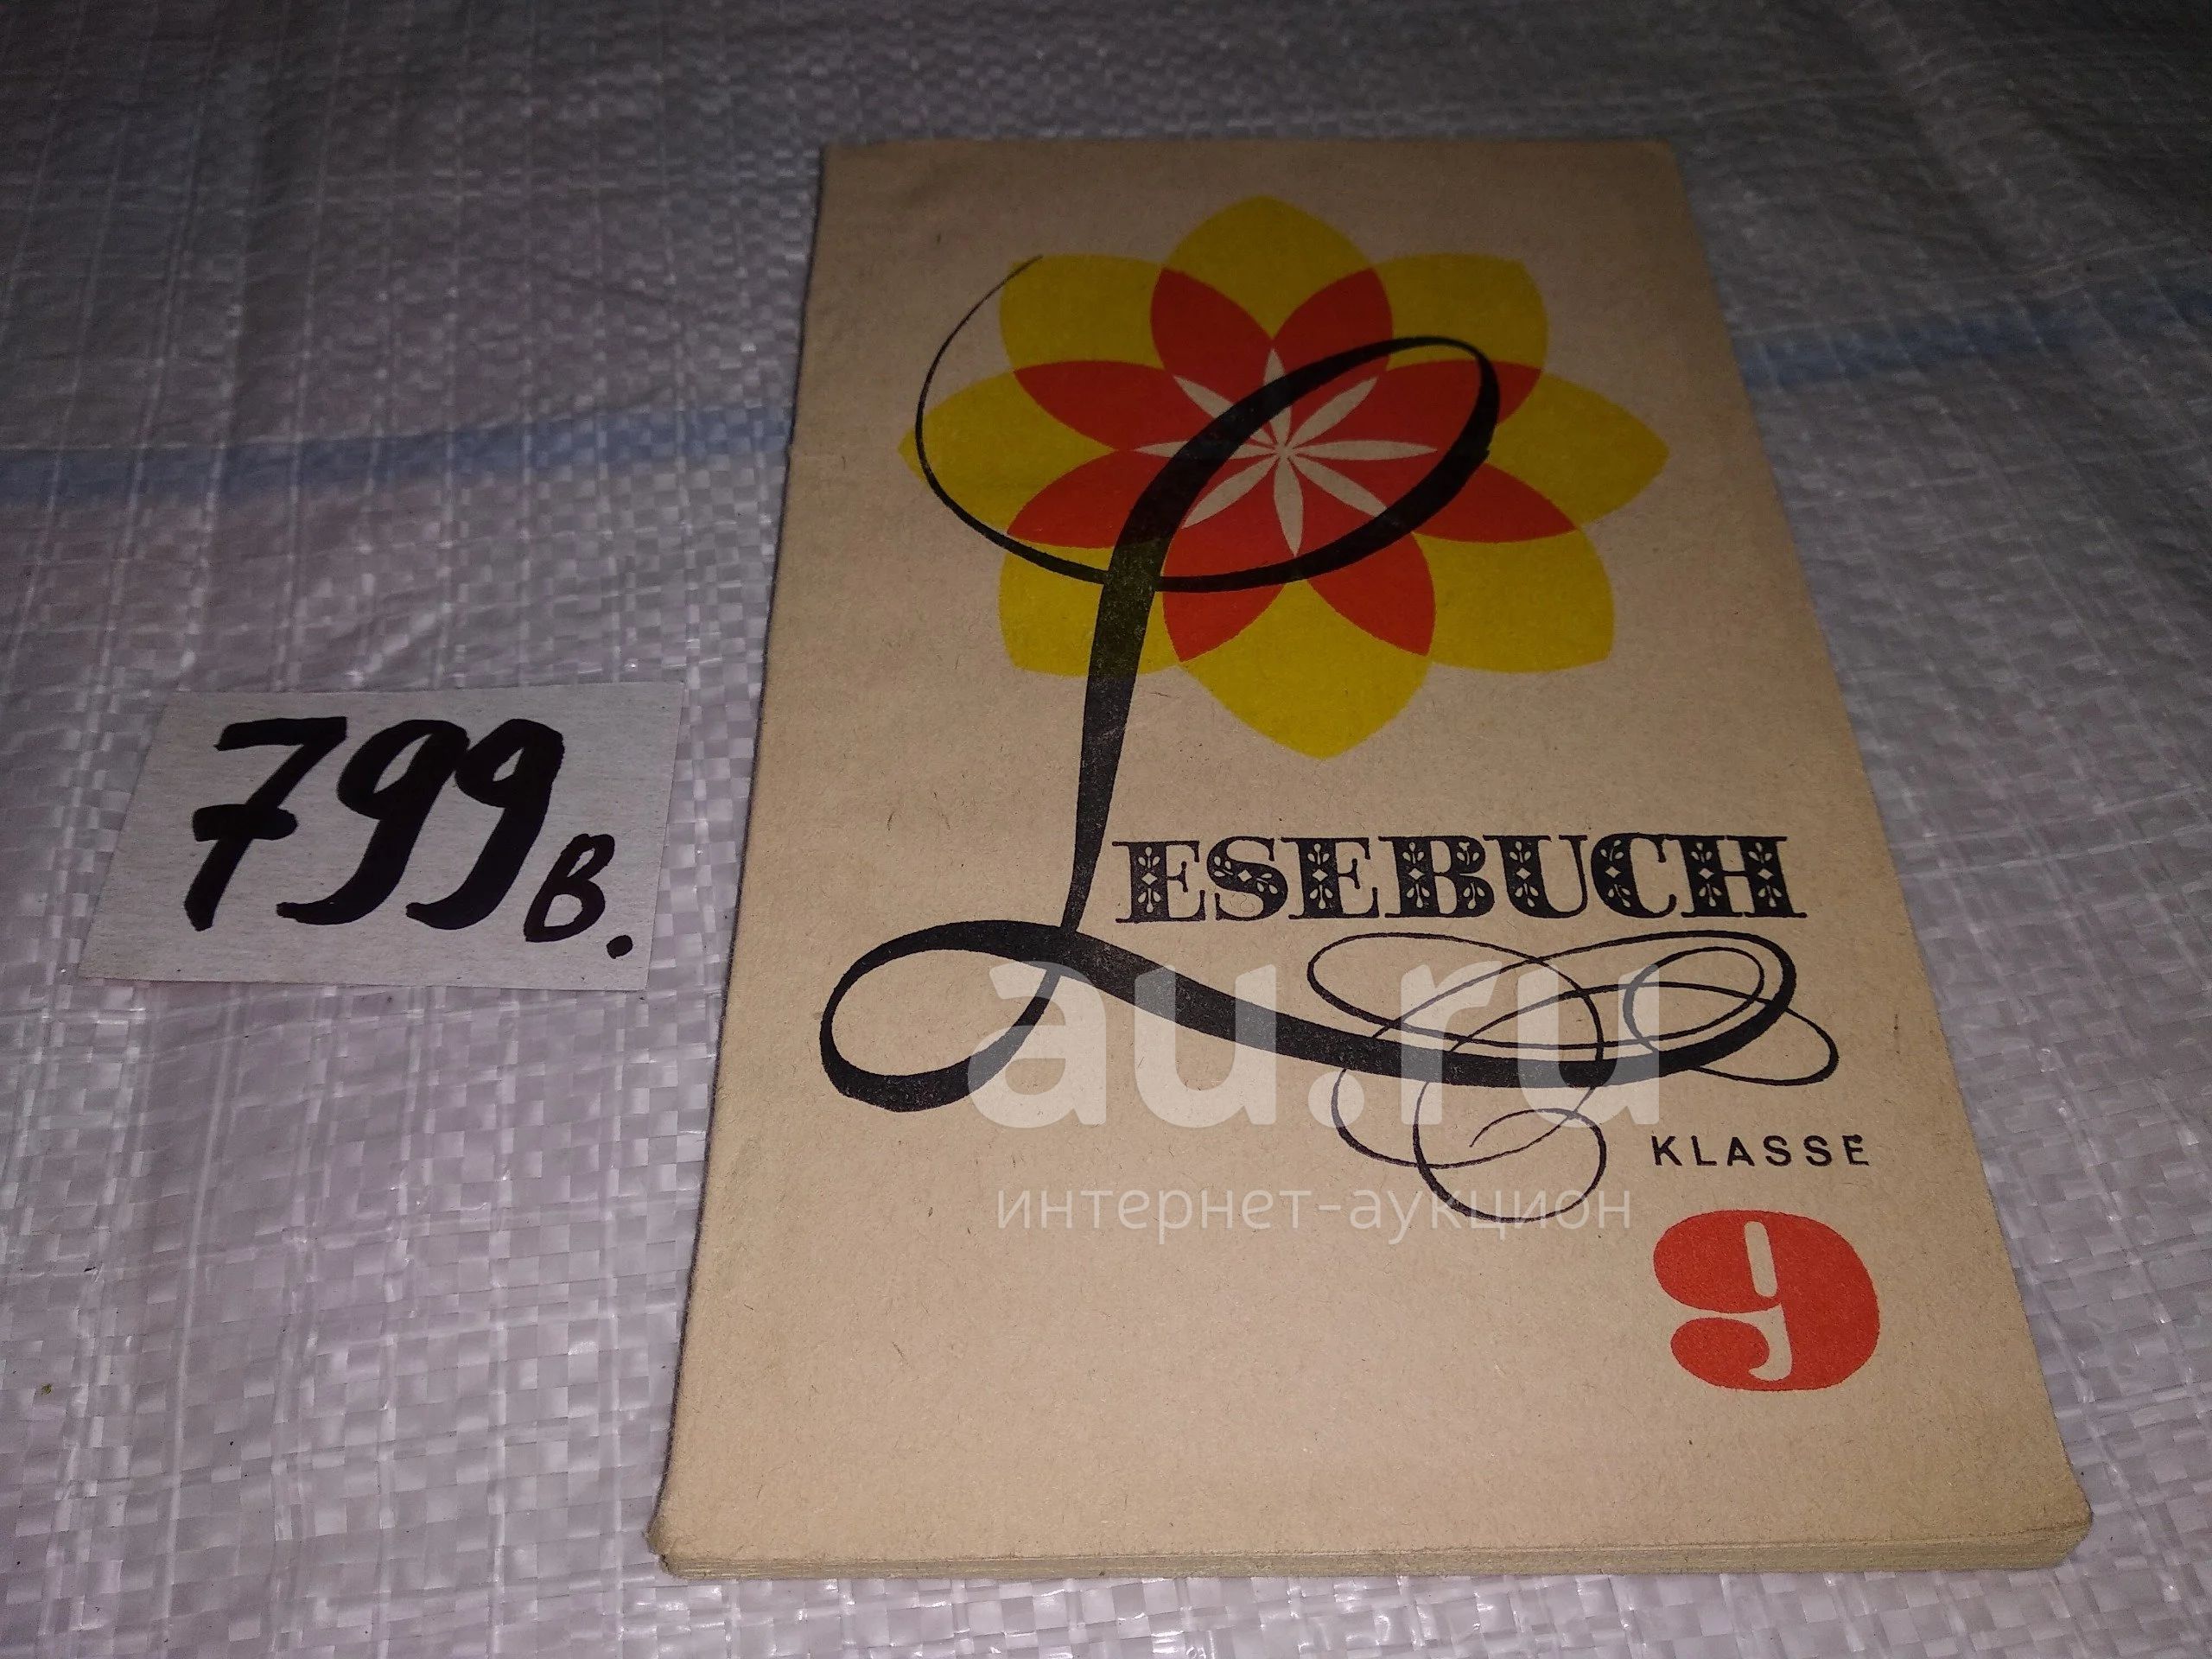 799в.
LESEBUCH
au.ru
KLASSE
интернет-аукцион
9